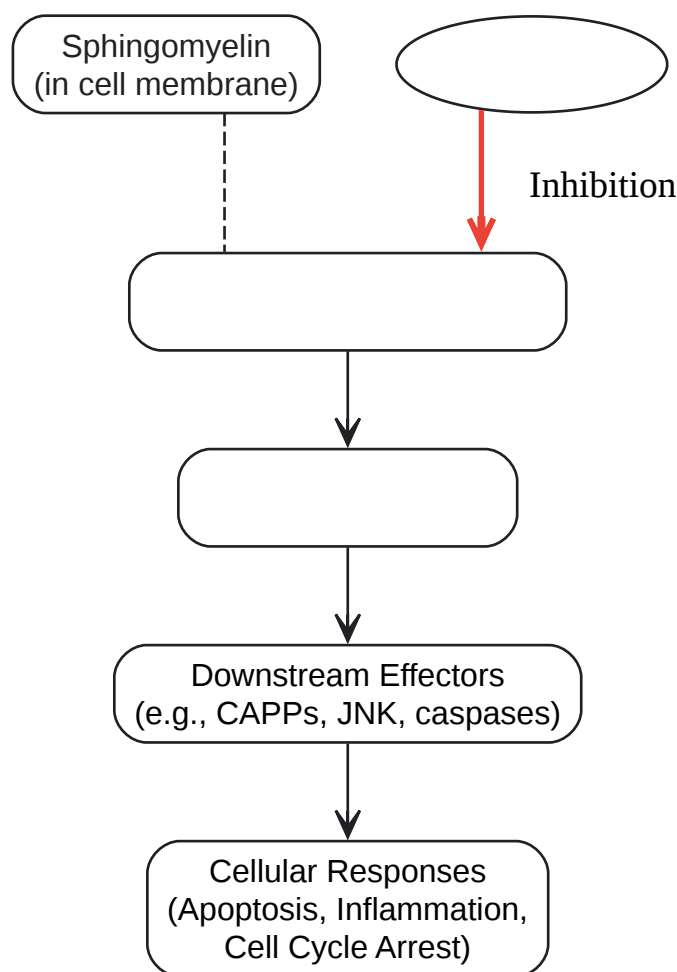 Sphingomyelin
(in cell membrane)
Inhibition
Downstream Effectors
(e.g., CAPPs, JNK, caspases)
Cellular Responses
(Apoptosis, Inflammation,
Cell Cycle Arrest)